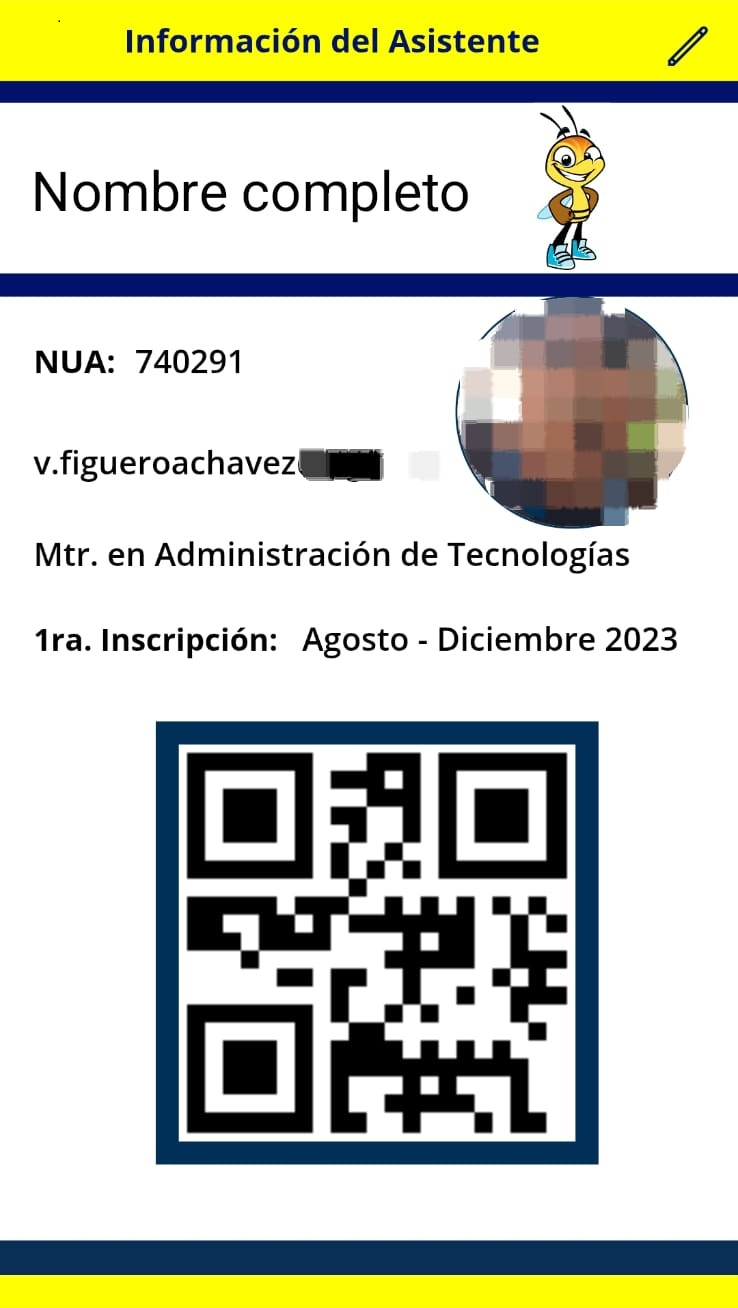 Información del Asistente
Nombre completo
NUA: 740291
v.figueroachavez
Mtr. en Administración de Tecnologías
1ra. Inscripción: Agosto - Diciembre 2023